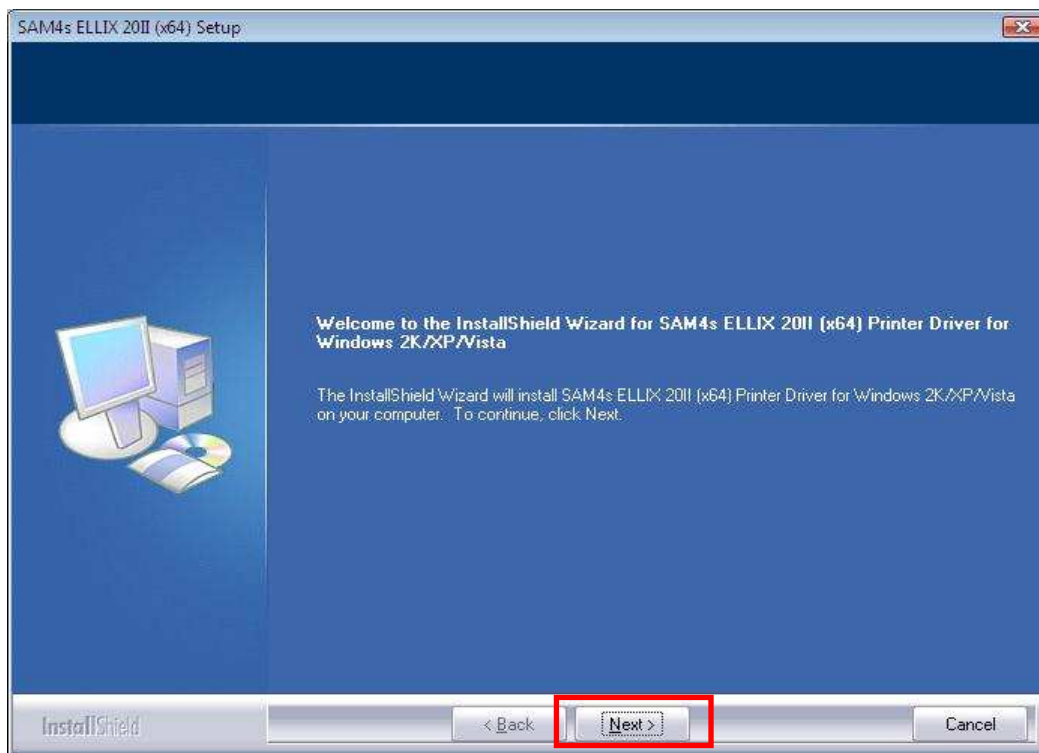 SAM4s ELLIX 20II (x64) Setup
Welcome to the InstallShield Wizard for SAM4s ELLIX 20II (x64) Printer Driver for
Windows 2K/XP/Vista
The InstallShield Wizard will install SAM4s ELLIX 20II (x64) Printer Driver for Windows 2K/XP/Vista
on your computer. To continue, click Next.
InstallShield
< Back
Next >
Cancel